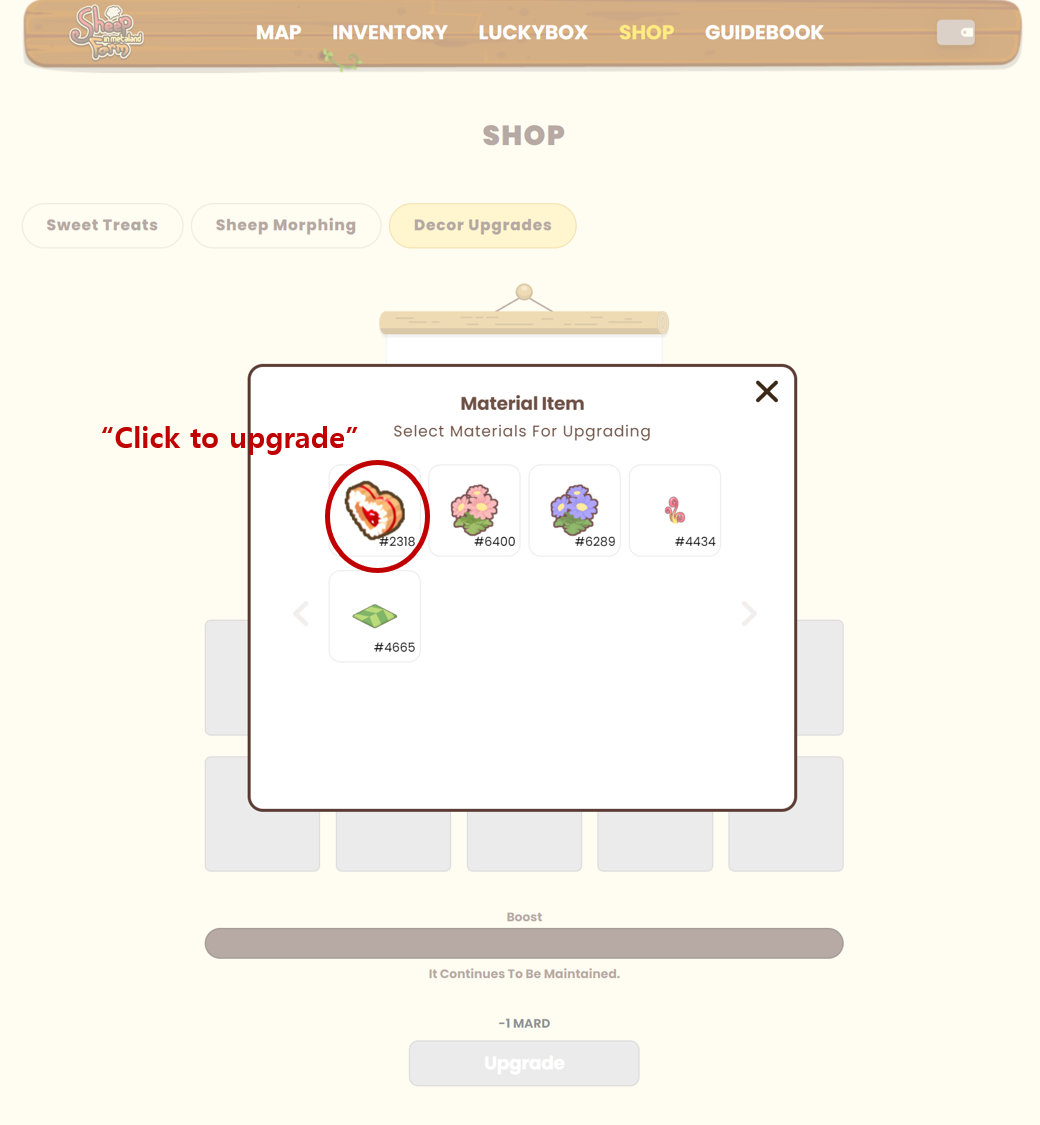 Sheep
in meta land
Farm
MAP INVENTORY LUCKYBOX SHOP GUIDEBOOK
SHOP
Sweet Treats Sheep Morphing Decor Upgrades
Material Item
Select Materials For Upgrading
“Click to upgrade”
#2318 #6400 #6289 #4434
#4665
Boost
It Continues To Be Maintained.
-1 MARD
Upgrade